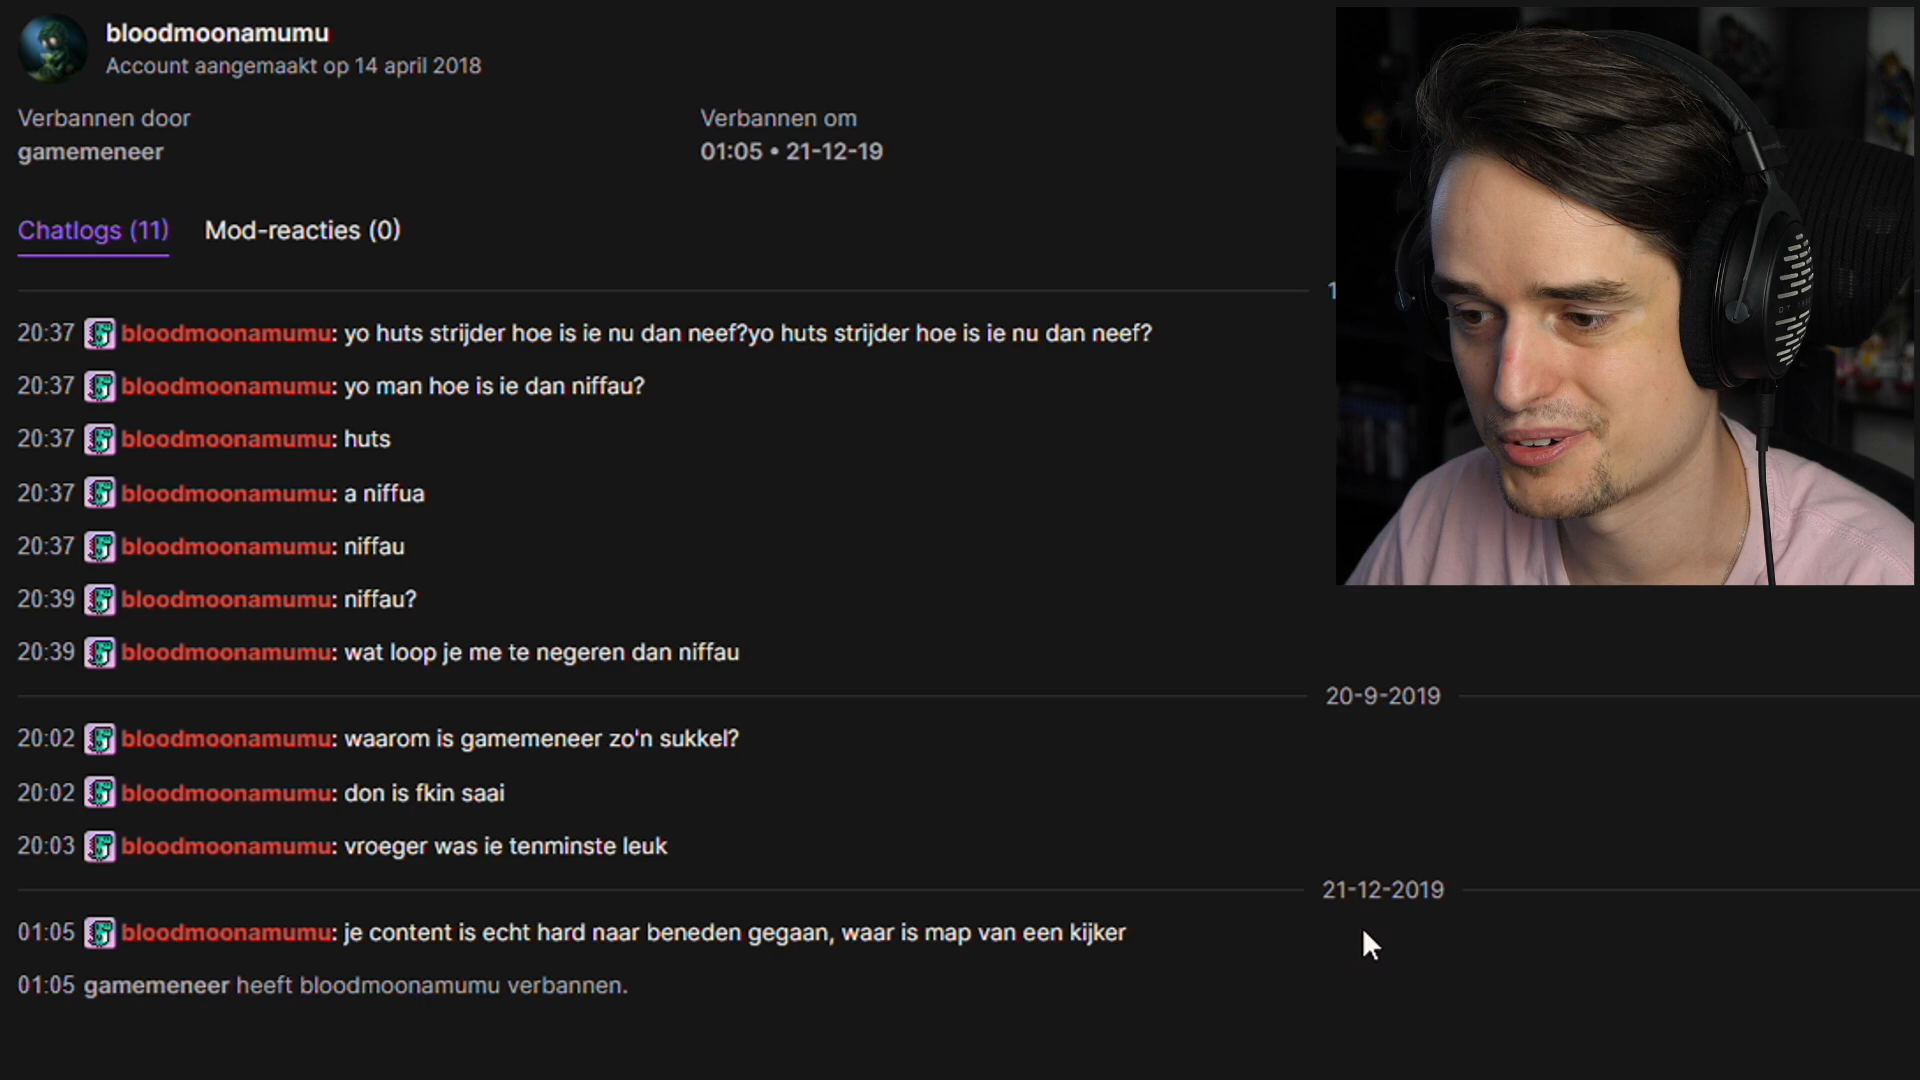 bloodmoonamumu
Account aangemaakt op 14 april 2018
Verbannen door
Verbannen om
gamemeneer
01:05 • 21-12-19
Chatlogs (11)
Mod-reacties (0)
1
20:37 bloodmoonamumu: yo huts strijder hoe is ie nu dan neef?yo huts strijder hoe is ie nu dan neef?
20:37 bloodmoonamumu: yo man hoe is ie dan niffau?
20:37 bloodmoonamumu: huts
20:37 bloodmoonamumu: a niffua
20:37 bloodmoonamumu: niffau
20:39 bloodmoonamumu: niffau?
20:39 bloodmoonamumu: wat loop je me te negeren dan niffau
20-9-2019
20:02 bloodmoonamumu: waarom is gamemeneer zo'n sukkel?
20:02 bloodmoonamumu: don is fkin saai
20:03 bloodmoonamumu: vroeger was ie tenminste leuk
21-12-2019
01:05 bloodmoonamumu: je content is echt hard naar beneden gegaan, waar is map van een kijker
01:05 gamemeneer heeft bloodmoonamumu verbannen.